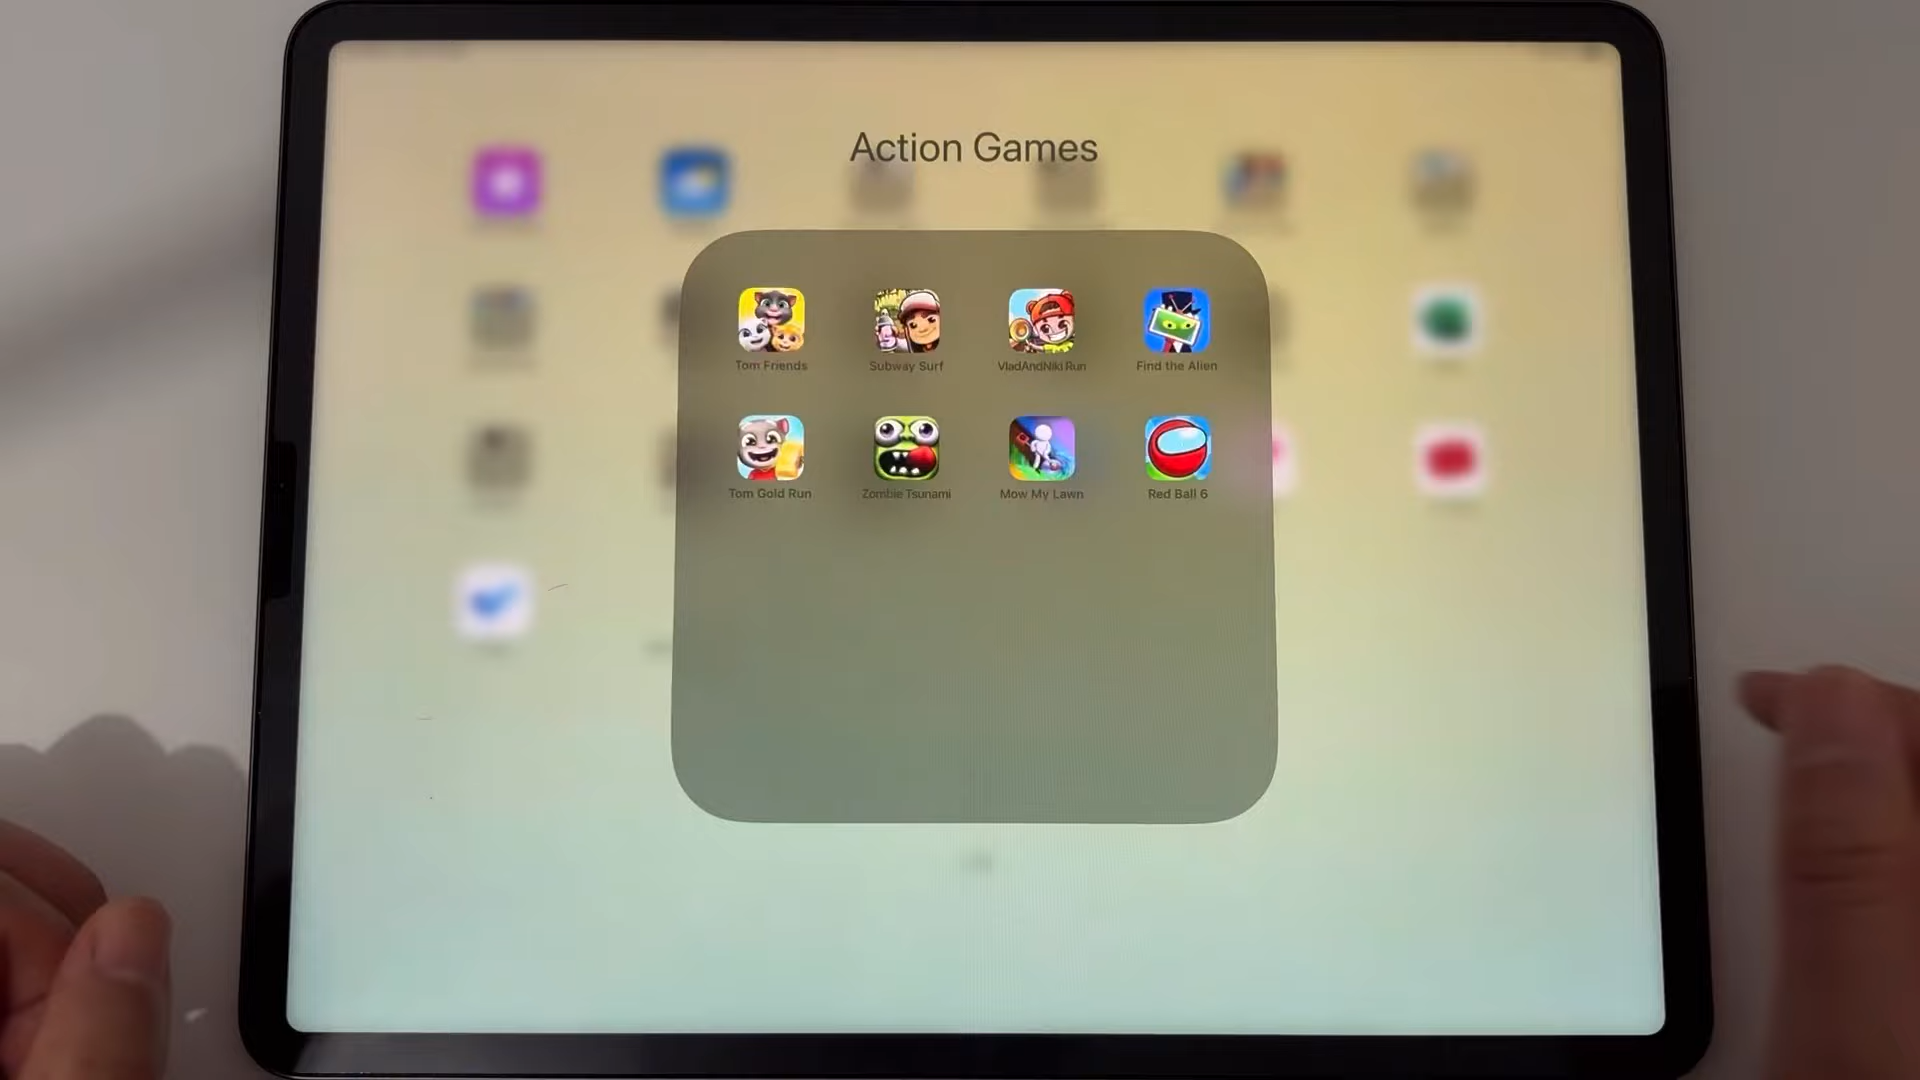 Action Games
Tom Friends
Subway Surf
VladAndNiki Run
Find the Alien
Tom Gold Run
Zombie Tsunami
Mow My Lawn
Red Ball 6